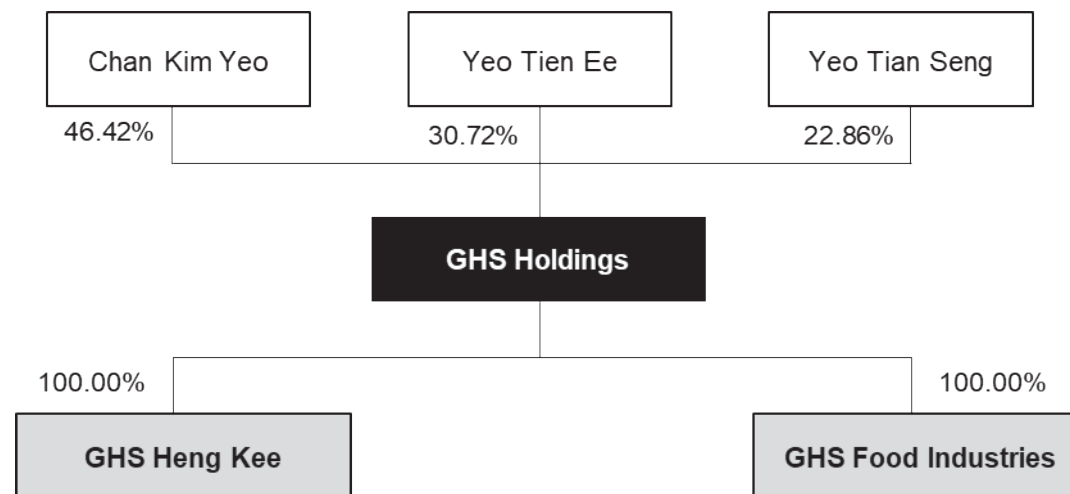 Chan Kim Yeo
Yeo Tien Ee
Yeo Tian Seng
46.42%
30.72%
22.86%
GHS Holdings
100.00%
100.00%
GHS Heng Kee
GHS Food Industries